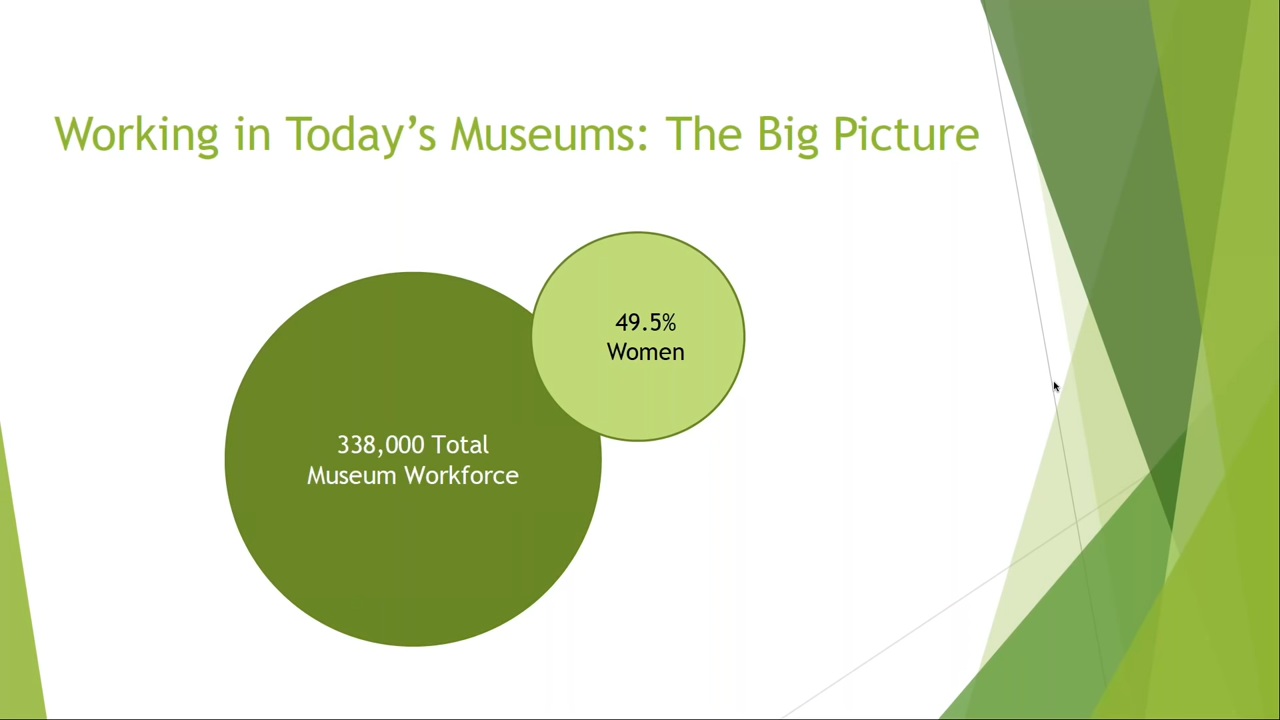 Working in Today’s Museums: The Big Picture
49.5%
Women
338,000 Total
Museum Workforce